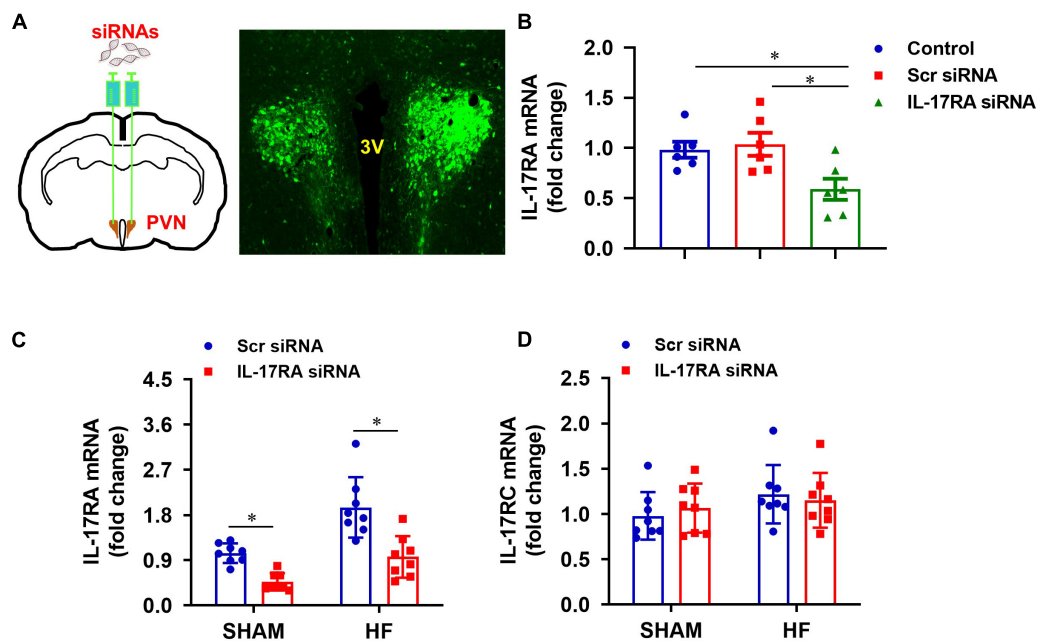 A
siRNAs
PVN
3V
B
IL-17RA mRNA
(fold change)
2.0
1.5
1.0
0.5
0.0
*
*
Control
Scr siRNA
IL-17RA siRNA
C
Scr siRNA
IL-17RA siRNA
IL-17RA mRNA
(fold change)
4.5
3.6
2.7
1.8
0.9
0.0
*
*
SHAM
HF
D
Scr siRNA
IL-17RA siRNA
IL-17RC mRNA
(fold change)
2.5
2.0
1.5
1.0
0.5
0.0
SHAM
HF